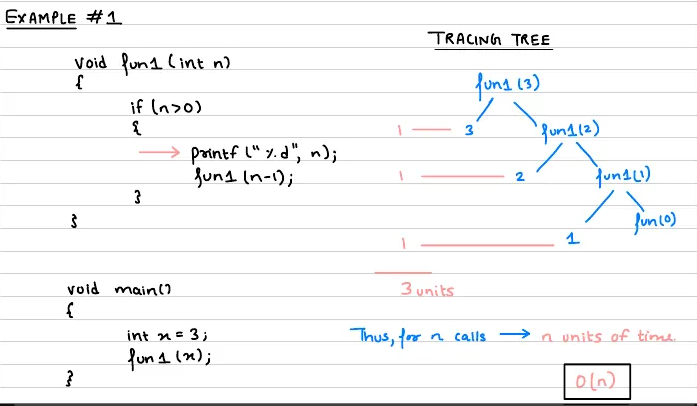 EXAMPLE #1
TRACING TREE
void fun1 (int n)
{
if (n>0)
{
printf ("%d", n);
fun1 (n-1);
}
}
fun1 (3)
1 3 fun1(2)
1 2 fun1(1)
1 1 fun(0)
3 units
void main()
{
int x = 3;
fun1 (x);
}
Thus, for n calls → n units of time.
O(n)